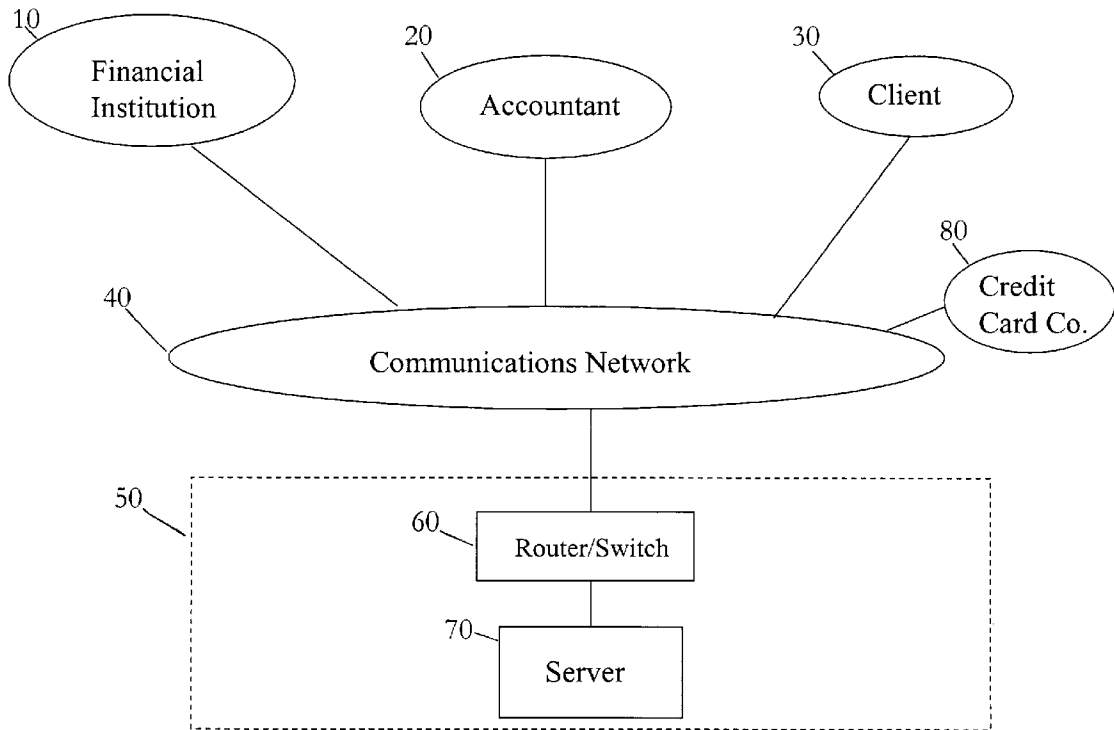 10
Financial
Institution
20
Accountant
30
Client
80
Credit
Card Co.
40
Communications Network
50
60
Router/Switch
70
Server